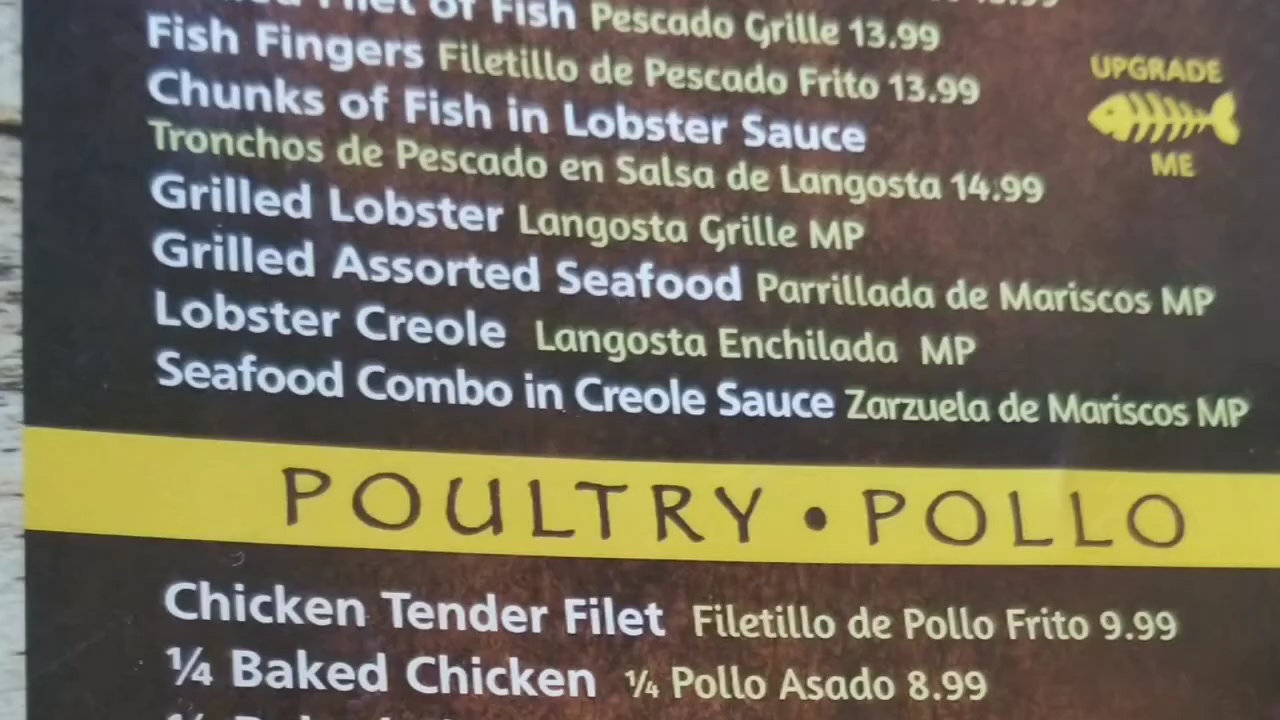 Filet of Fish Pescado Grille 13.99
Fish Fingers Filetillo de Pescado Frito 13.99
Chunks of Fish in Lobster Sauce
Tronchos de Pescado en Salsa de Langosta 14.99
Grilled Lobster Langosta Grille MP
Grilled Assorted Seafood Parrillada de Mariscos MP
Lobster Creole Langosta Enchilada MP
Seafood Combo in Creole Sauce Zarzuela de Mariscos MP
UPGRADE
ME
POULTRY • POLLO
Chicken Tender Filet Filetillo de Pollo Frito 9.99
¼ Baked Chicken ¼ Pollo Asado 8.99